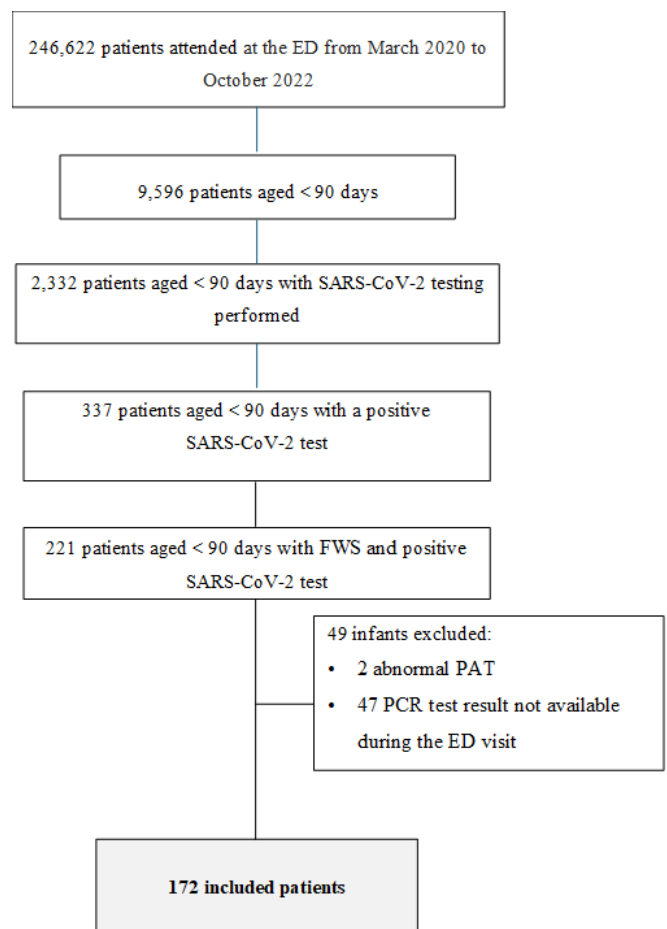 246,622 patients attended at the ED from March 2020 to
October 2022
9,596 patients aged < 90 days
2,332 patients aged < 90 days with SARS-CoV-2 testing
performed
337 patients aged < 90 days with a positive
SARS-CoV-2 test
221 patients aged < 90 days with FWS and positive
SARS-CoV-2 test
49 infants excluded:
• 2 abnormal PAT
• 47 PCR test result not available
during the ED visit
172 included patients